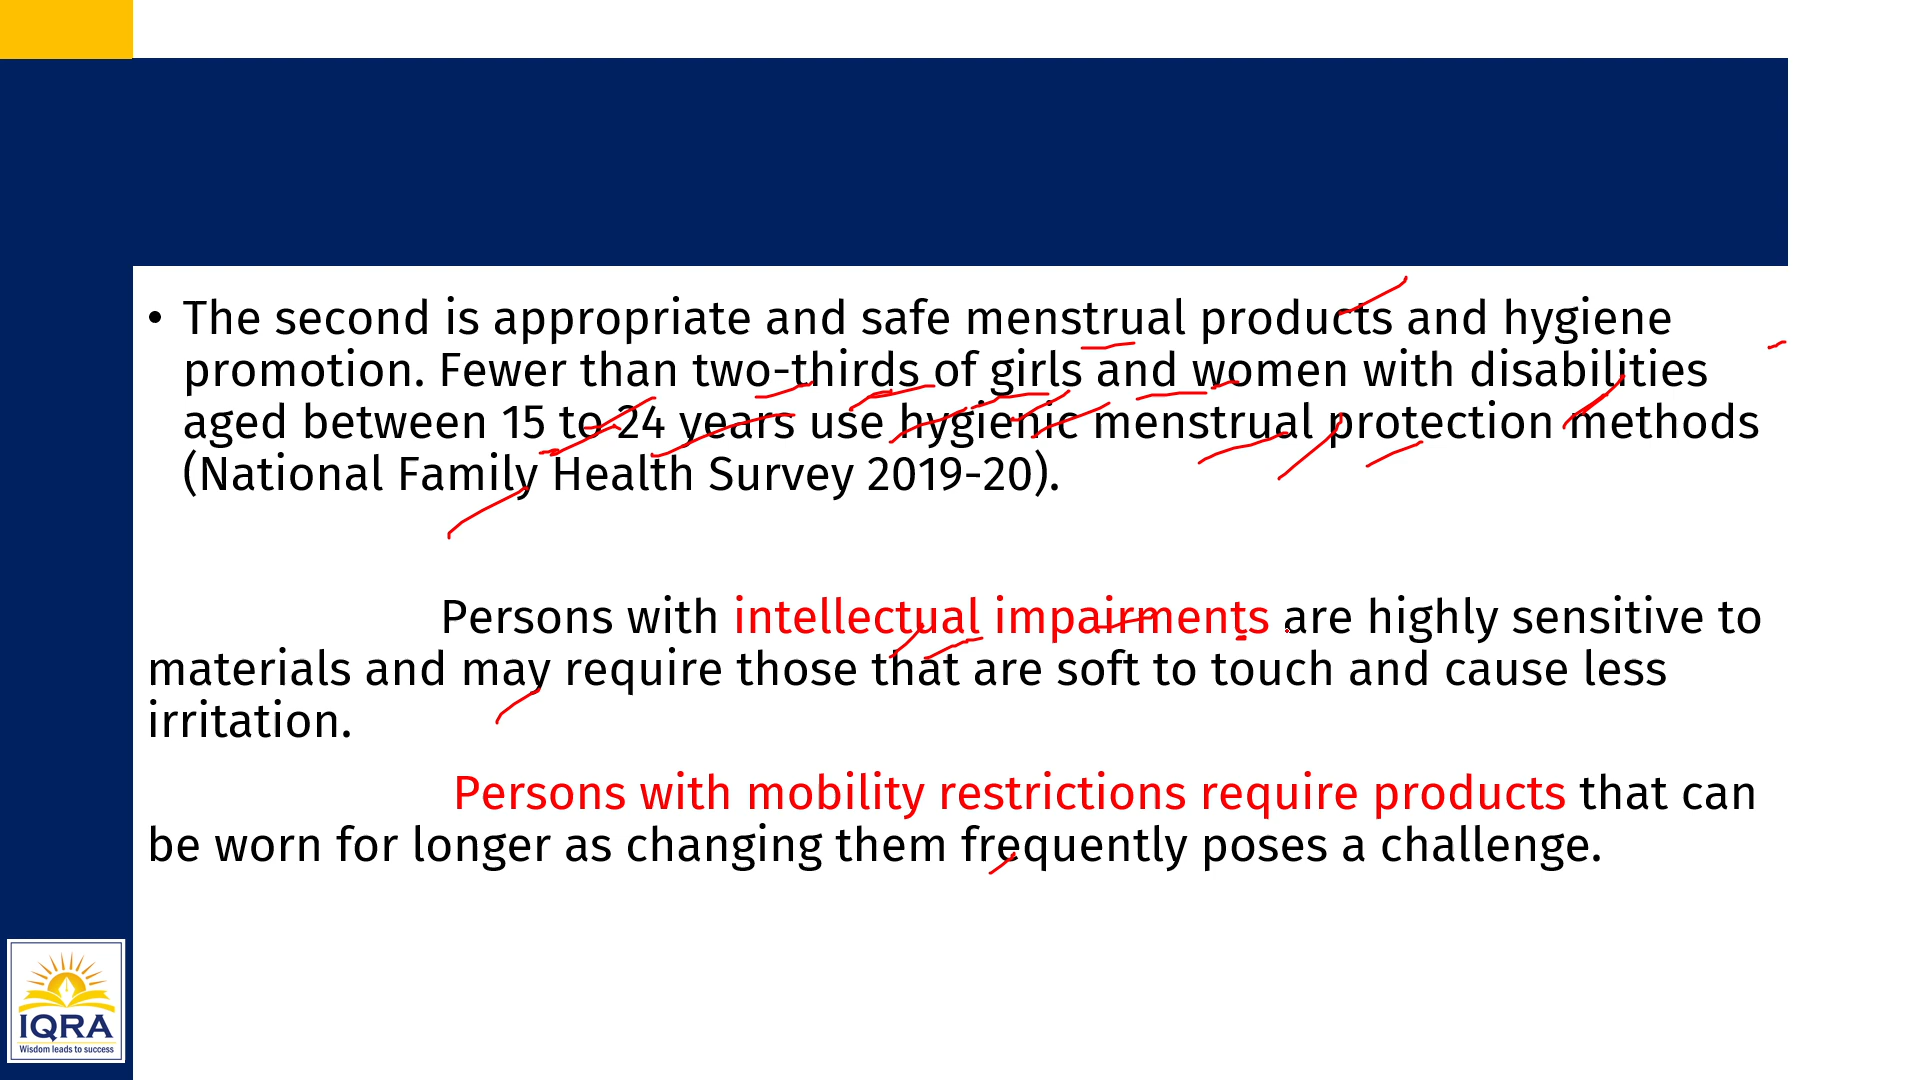 • The second is appropriate and safe menstrual products and hygiene
promotion. Fewer than two-thirds of girls and women with disabilities
aged between 15 to 24 years use hygienic menstrual protection methods
(National Family Health Survey 2019-20).
Persons with intellectual impairments are highly sensitive to
materials and may require those that are soft to touch and cause less
irritation.
Persons with mobility restrictions require products that can
be worn for longer as changing them frequently poses a challenge.
IQRA
Wisdom leads to success